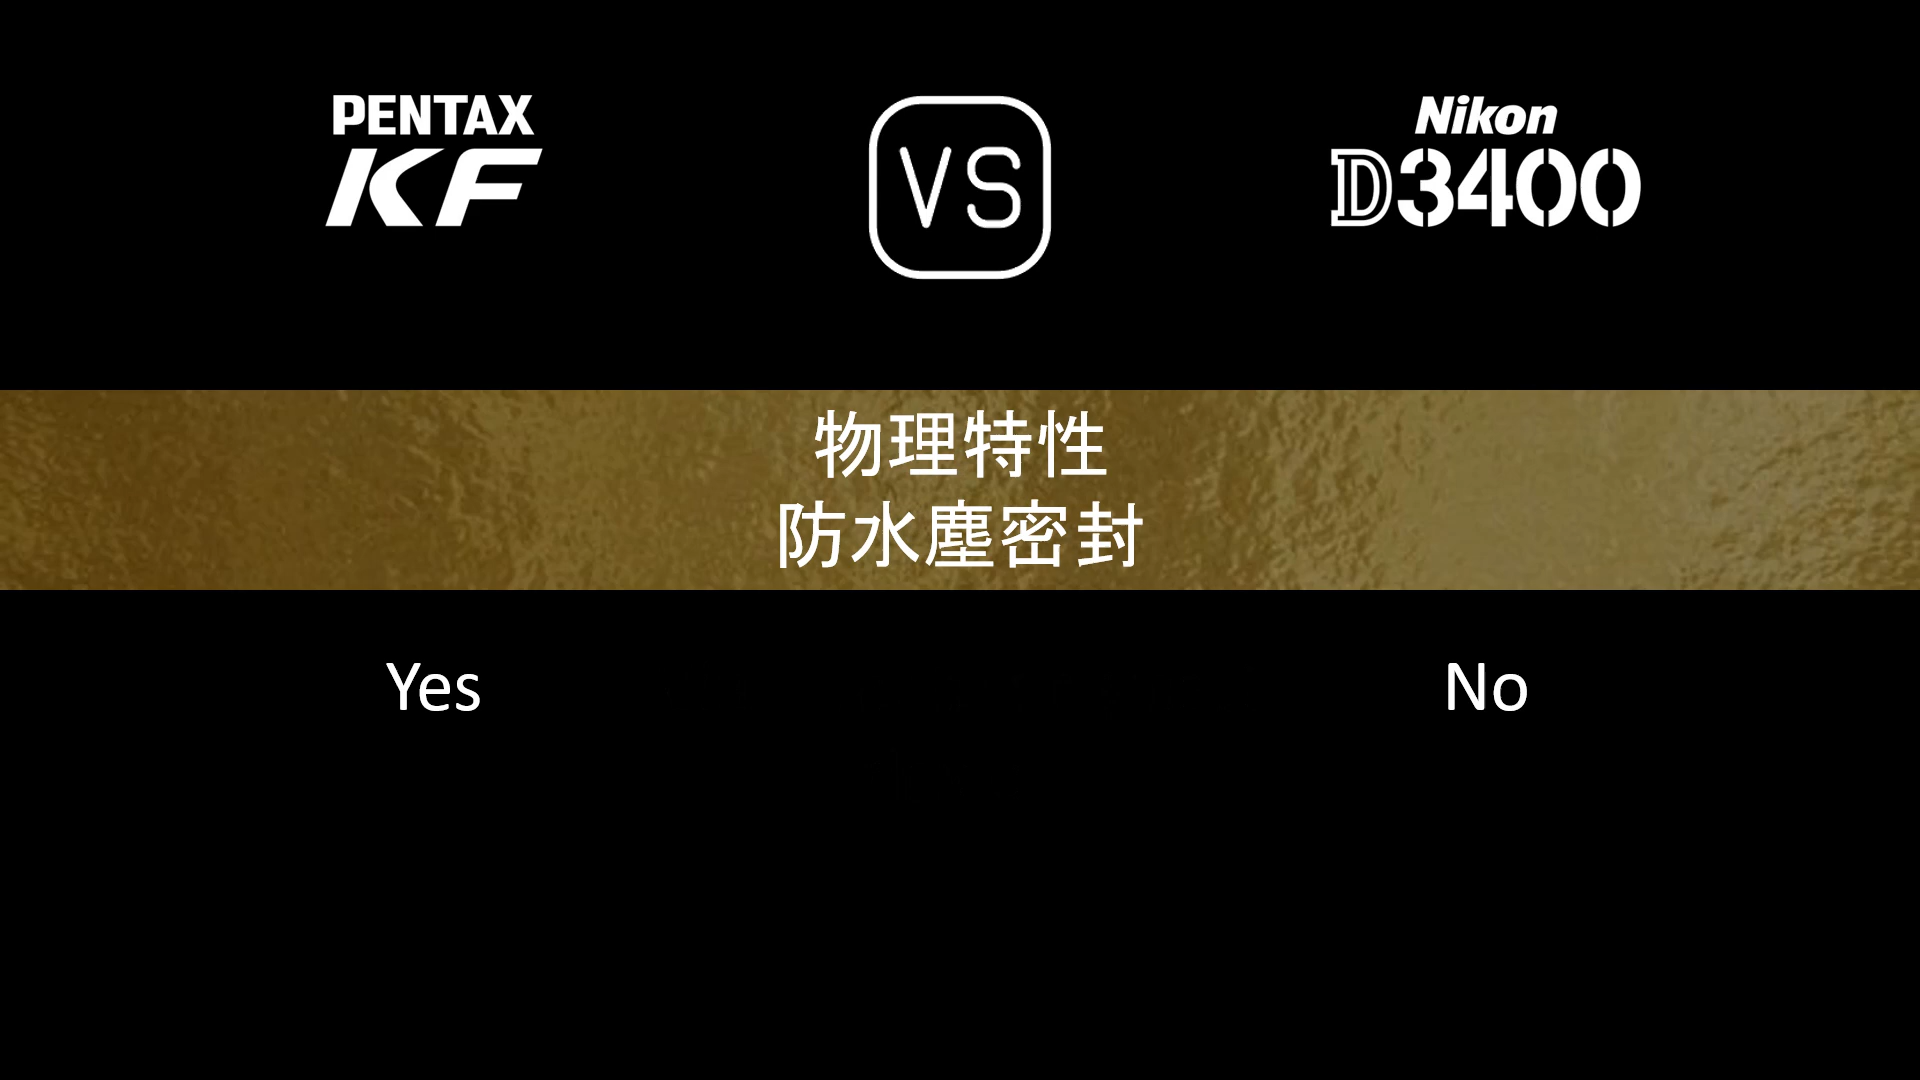 PENTAX
KF
VS
Nikon
D3400
物理特性
防水塵密封
Yes
No